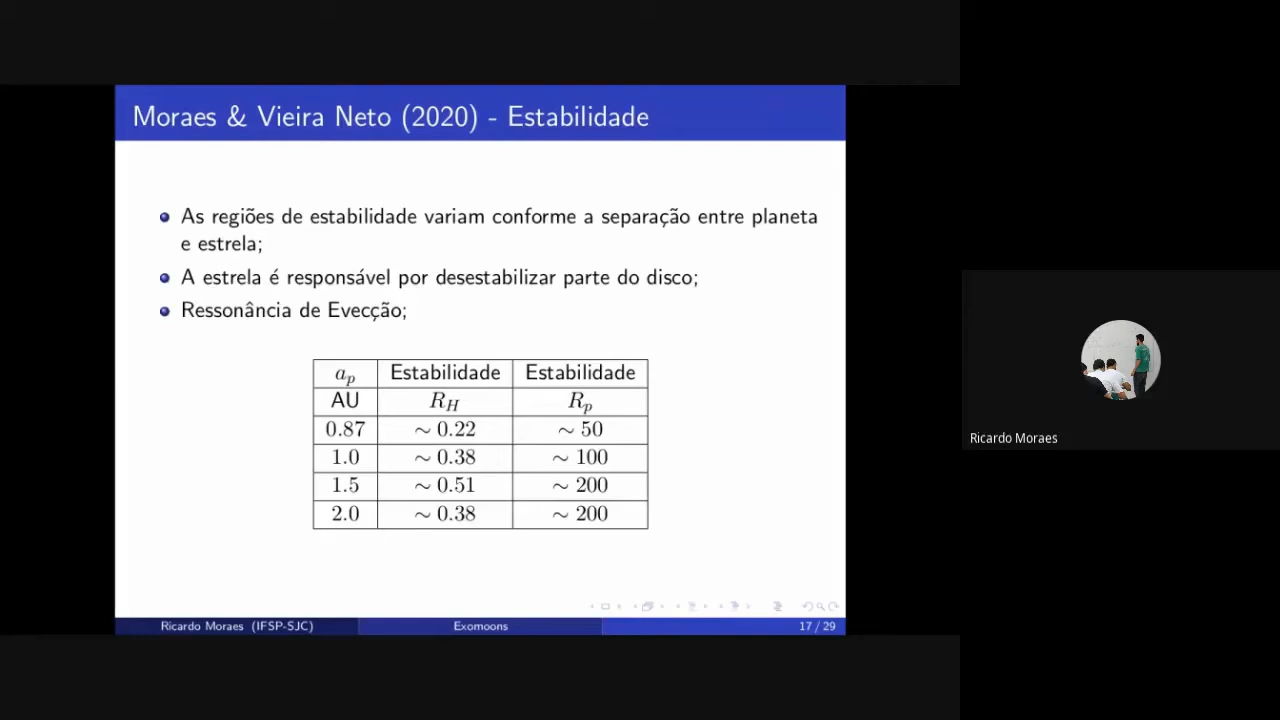 Moraes & Vieira Neto (2020) - Estabilidade
As regiões de estabilidade variam conforme a separação entre planeta
e estrela;
A estrela é responsável por desestabilizar parte do disco;
Ressonância de Evecção;
a_p Estabilidade Estabilidade
AU R_H R_p
0.87 ∼ 0.22 ∼ 50
1.0 ∼ 0.38 ∼ 100
1.5 ∼ 0.51 ∼ 200
2.0 ∼ 0.38 ∼ 200
Ricardo Moraes (IFSP-SJC) Exomoons 17 / 29
Ricardo Moraes